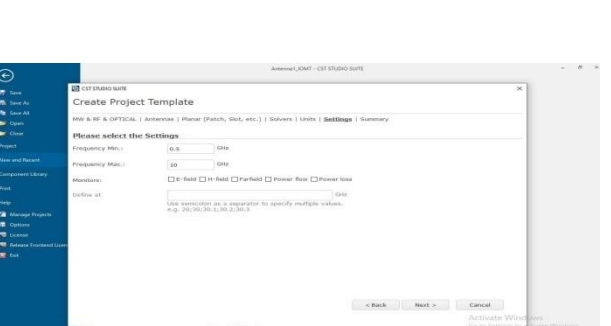 Antenna1_IOMT - CST STUDIO SUITE
Save
Save As
Save All
Open
Close
Project
New and Recent
Component Library
Print
Help
Manage Projects
Options
License
Release Frontend Licen
Exit
CST STUDIO SUITE
Create Project Template
MW & RF & OPTICAL | Antennas | Planar (Patch, Slot, etc.) | Solvers | Units | Settings | Summary
Please select the Settings
Frequency Min.: 0.5 GHz
Frequency Max.: 10 GHz
Monitors: E-field H-field Farfield Power flow Power loss
Define at GHz
Use semicolon as a separator to specify multiple values.
e.g. 20;30;30.1;30.2;30.3
< Back Next > Cancel
Activate Windows